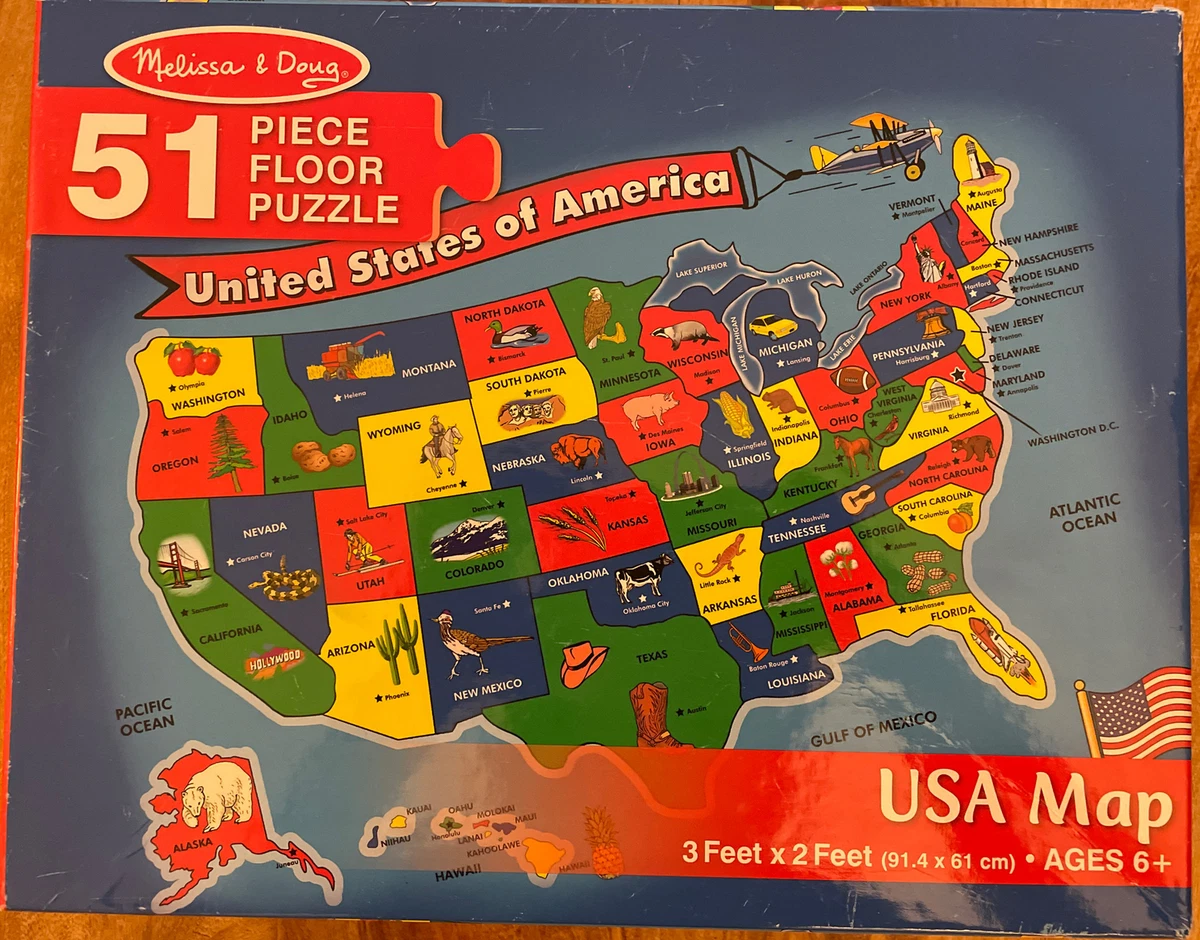 Melissa & Doug®
51 PIECE
FLOOR
PUZZLE
United States of America
Augusta
MAINE
VERMONT
Montpelier
Concord
NEW HAMPSHIRE
Boston
MASSACHUSETTS
RHODE ISLAND
Providence
Hartford
CONNECTICUT
Albany
NEW YORK
NEW JERSEY
Trenton
PENNSYLVANIA
Harrisburg
DELAWARE
Dover
MARYLAND
Annapolis
WASHINGTON D.C.
LAKE SUPERIOR
LAKE HURON
LAKE ONTARIO
LAKE MICHIGAN
LAKE ERIE
Olympia
WASHINGTON
Salem
OREGON
IDAHO
Boise
MONTANA
Helena
NORTH DAKOTA
Bismarck
SOUTH DAKOTA
Pierre
St. Paul
MINNESOTA
WISCONSIN
Madison
MICHIGAN
Lansing
WYOMING
Cheyenne
NEBRASKA
Lincoln
Des Moines
IOWA
Springfield
ILLINOIS
Indianapolis
INDIANA
Columbus
OHIO
WEST
VIRGINIA
Charleston
Richmond
VIRGINIA
NEVADA
Carson City
Salt Lake City
UTAH
Denver
COLORADO
Topeka
KANSAS
Jefferson City
MISSOURI
Frankfort
KENTUCKY
Raleigh
NORTH CAROLINA
Nashville
TENNESSEE
SOUTH CAROLINA
Columbia
Sacramento
CALIFORNIA
HOLLYWOOD
ARIZONA
Phoenix
Santa Fe
NEW MEXICO
OKLAHOMA
Oklahoma City
Little Rock
ARKANSAS
Jackson
MISSISSIPPI
Montgomery
ALABAMA
GEORGIA
Atlanta
Tallahassee
FLORIDA
TEXAS
Austin
Baton Rouge
LOUISIANA
ATLANTIC
OCEAN
PACIFIC
OCEAN
GULF OF MEXICO
ALASKA
Juneau
KAUAI
NIIHAU
OAHU
Honolulu
MOLOKAI
LANAI
MAUI
KAHOOLAWE
HAWAII
HAWAII
USA Map
3 Feet x 2 Feet (91.4 x 61 cm) • AGES 6+